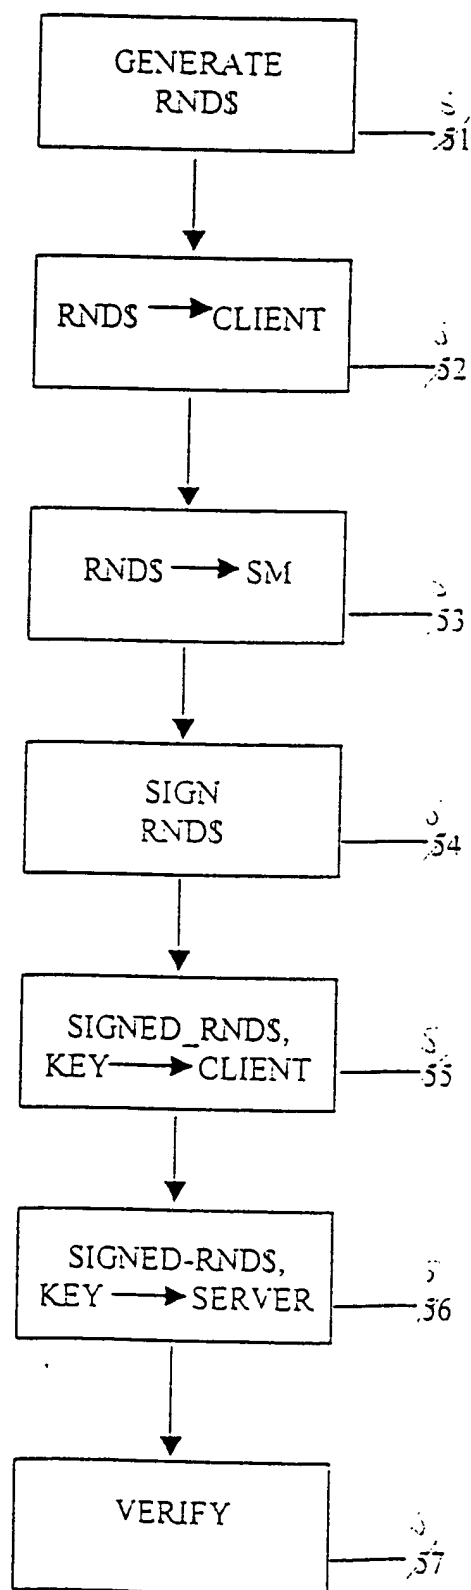 GENERATE
RNDS
S
51
RNDS → CLIENT
S
52
RNDS → SM
S
53
SIGN
RNDS
S
54
SIGNED_RNDS,
KEY → CLIENT
S
55
SIGNED-RNDS,
KEY → SERVER
S
56
VERIFY
S
57